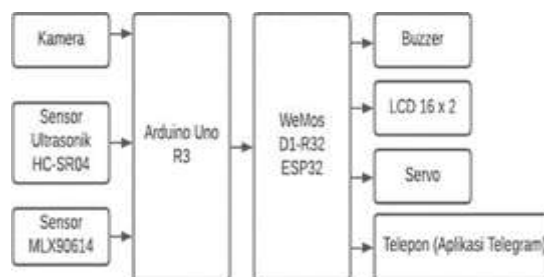 Kamera
Sensor
Ultrasonik
HC-SR04
Sensor
MLX90614
Arduino Uno
R3
WeMos
D1-R32
ESP32
Buzzer
LCD 16 x 2
Servo
Telepon (Aplikasi Telegram)